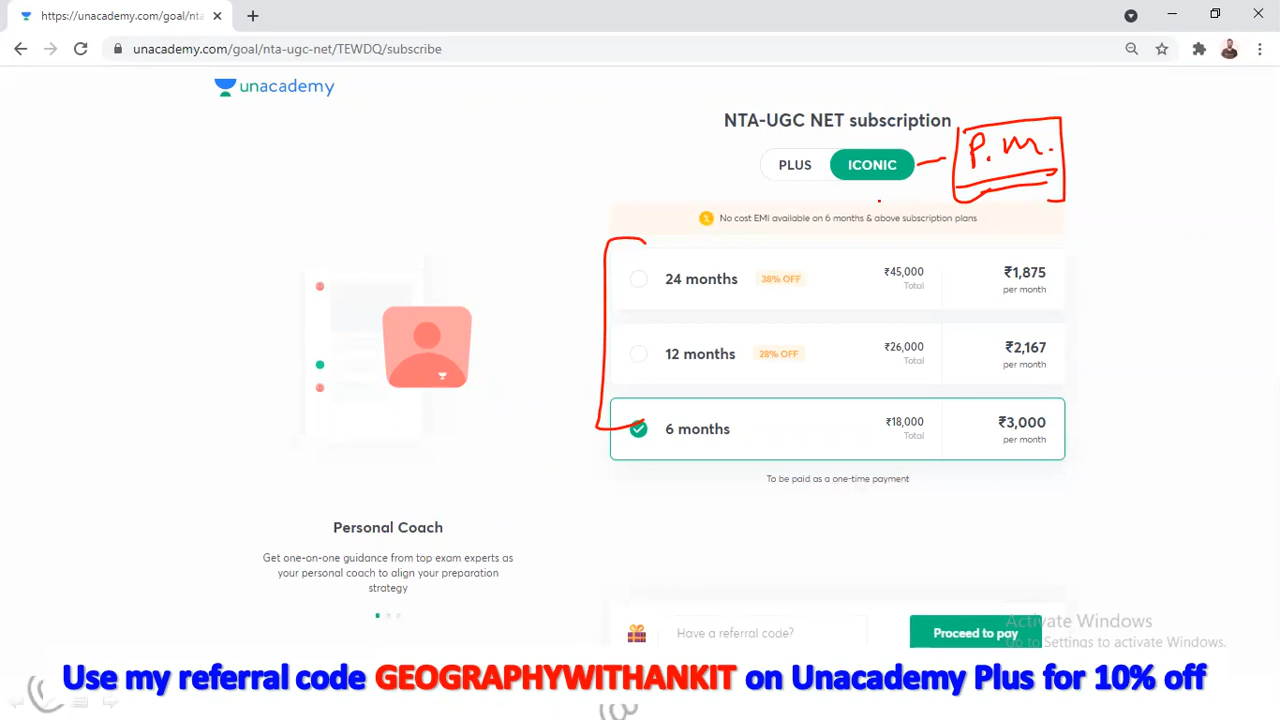 https://unacademy.com/goal/nta
unacademy.com/goal/nta-ugc-net/TEWDQ/subscribe
unacademy
NTA-UGC NET subscription
PLUS
ICONIC
P.M.
No cost EMI available on 6 months & above subscription plans
24 months
38% OFF
₹45,000
Total
₹1,875
per month
12 months
28% OFF
₹26,000
Total
₹2,167
per month
6 months
₹18,000
Total
₹3,000
per month
To be paid as a one-time payment
Personal Coach
Get one-on-one guidance from top exam experts as
your personal coach to align your preparation
strategy
Have a referral code?
Proceed to pay
Activate Windows
Go to Settings to activate Windows.
Use my referral code GEOGRAPHYWITHANKIT on Unacademy Plus for 10% off